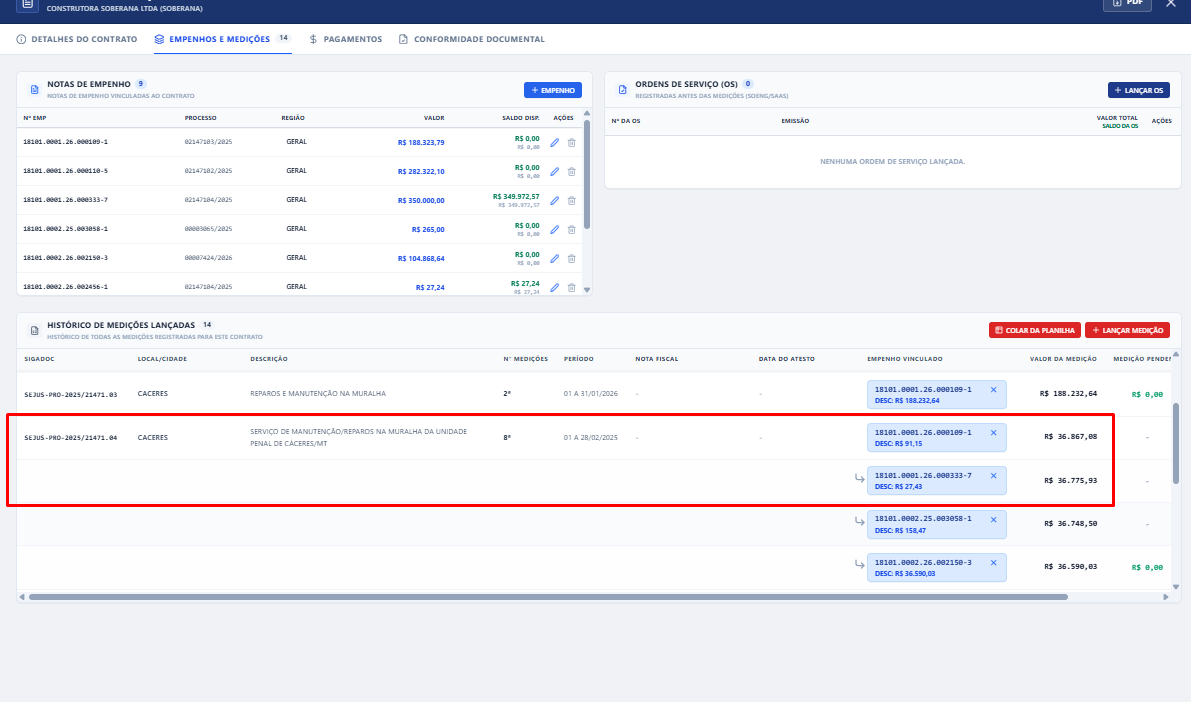 CONSTRUTORA SOBERANA LTDA (SOBERANA)
PDF
DETALHES DO CONTRATO
EMPENHOS E MEDIÇÕES 14
PAGAMENTOS
CONFORMIDADE DOCUMENTAL
NOTAS DE EMPENHO 9
NOTAS DE EMPENHO VINCULADAS AO CONTRATO
+ EMPENHO
Nº EMP PROCESSO REGIÃO VALOR SALDO DISP. AÇÕES
18101.0001.26.000109-1 02147103/2025 GERAL R$ 188.323,79 R$ 0,00
R$ 0,00
18101.0001.26.000110-5 02147102/2025 GERAL R$ 282.322,10 R$ 0,00
R$ 0,00
18101.0001.26.000333-7 02147104/2025 GERAL R$ 350.000,00 R$ 349.972,57
R$ 349.972,57
18101.0002.25.003058-1 00003065/2025 GERAL R$ 265,00 R$ 0,00
R$ 0,00
18101.0002.26.002150-3 00007424/2026 GERAL R$ 104.868,64 R$ 0,00
R$ 0,00
18101.0002.26.002456-1 02147104/2025 GERAL R$ 27,24 R$ 27,24
R$ 27,24
ORDENS DE SERVIÇO (OS) 0
REGISTRADAS ANTES DAS MEDIÇÕES (SOENG/SAAS)
+ LANÇAR OS
Nº DA OS EMISSÃO VALOR TOTAL AÇÕES
SALDO DA OS
NENHUMA ORDEM DE SERVIÇO LANÇADA.
HISTÓRICO DE MEDIÇÕES LANÇADAS 14
HISTÓRICO DE TODAS AS MEDIÇÕES REGISTRADAS PARA ESTE CONTRATO
COLAR DA PLANILHA
+ LANÇAR MEDIÇÃO
SIGADOC LOCAL/CIDADE DESCRIÇÃO Nº MEDIÇÕES PERÍODO NOTA FISCAL DATA DO ATESTO EMPENHO VINCULADO VALOR DA MEDIÇÃO MEDIÇÃO PENDEN
SEJUS-PRO-2025/21471.03 CACERES REPAROS E MANUTENÇÃO NA MURALHA 2ª 01 A 31/01/2026 - - 18101.0001.26.000109-1 × R$ 188.232,64 R$ 0,00
DESC: R$ 188.232,64
SEJUS-PRO-2025/21471.04 CACERES SERVIÇO DE MANUTENÇÃO/REPAROS NA MURALHA DA UNIDADE 8ª 01 A 28/02/2025 - - 18101.0001.26.000109-1 × R$ 36.867,08 -
PENAL DE CÁCERES/MT DESC: R$ 91,15
18101.0001.26.000333-7 × R$ 36.775,93 -
DESC: R$ 27,43
18101.0002.25.003058-1 × R$ 36.748,50 -
DESC: R$ 158,47
18101.0002.26.002150-3 × R$ 36.590,03 R$ 0,00
DESC: R$ 36.590,03